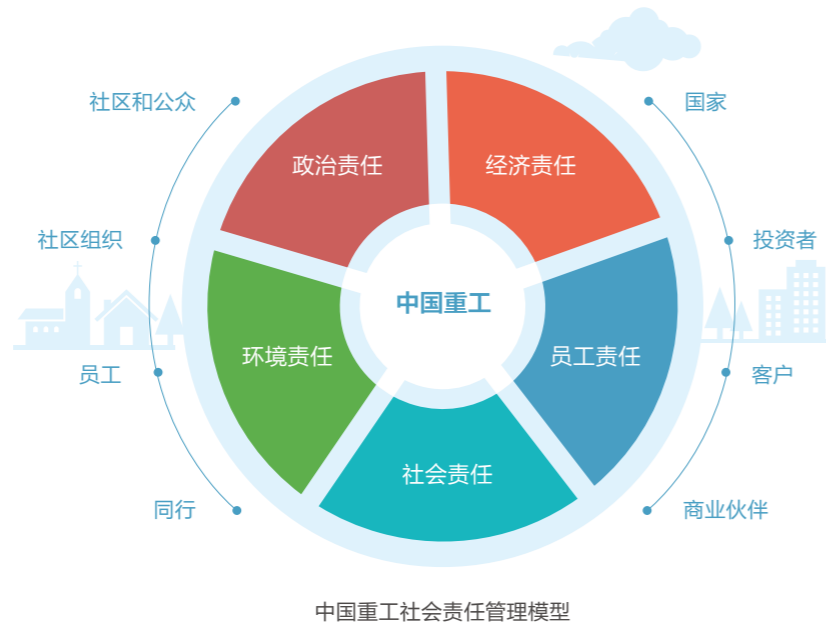 社区和公众
国家
政治责任
经济责任
社区组织
投资者
中国重工
环境责任
员工责任
员工
客户
社会责任
同行
商业伙伴
中国重工社会责任管理模型